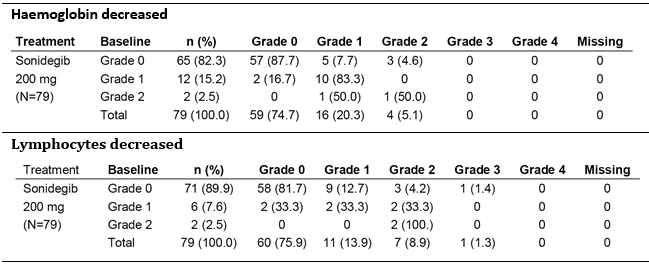 Haemoglobin decreased
Treatment Baseline n (%) Grade 0 Grade 1 Grade 2 Grade 3 Grade 4 Missing
Sonidegib Grade 0 65 (82.3) 57 (87.7) 5 (7.7) 3 (4.6) 0 0 0
200 mg Grade 1 12 (15.2) 2 (16.7) 10 (83.3) 0 0 0 0
(N=79) Grade 2 2 (2.5) 0 1 (50.0) 1 (50.0) 0 0 0
Total 79 (100.0) 59 (74.7) 16 (20.3) 4 (5.1) 0 0 0
Lymphocytes decreased
Treatment Baseline n (%) Grade 0 Grade 1 Grade 2 Grade 3 Grade 4 Missing
Sonidegib Grade 0 71 (89.9) 58 (81.7) 9 (12.7) 3 (4.2) 1 (1.4) 0 0
200 mg Grade 1 6 (7.6) 2 (33.3) 2 (33.3) 2 (33.3) 0 0 0
(N=79) Grade 2 2 (2.5) 0 0 2 (100.) 0 0 0
Total 79 (100.0) 60 (75.9) 11 (13.9) 7 (8.9) 1 (1.3) 0 0